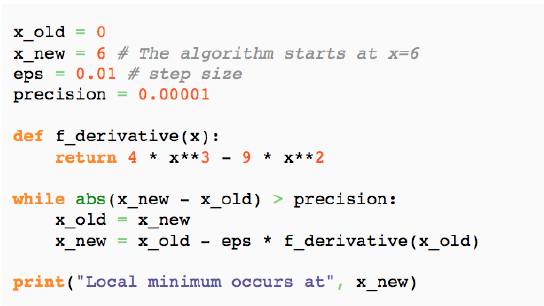 x_old = 0
x_new = 6 # The algorithm starts at x=6
eps = 0.01 # step size
precision = 0.00001

def f_derivative(x):
    return 4 * x**3 - 9 * x**2

while abs(x_new - x_old) > precision:
    x_old = x_new
    x_new = x_old - eps * f_derivative(x_old)

print("Local minimum occurs at", x_new)